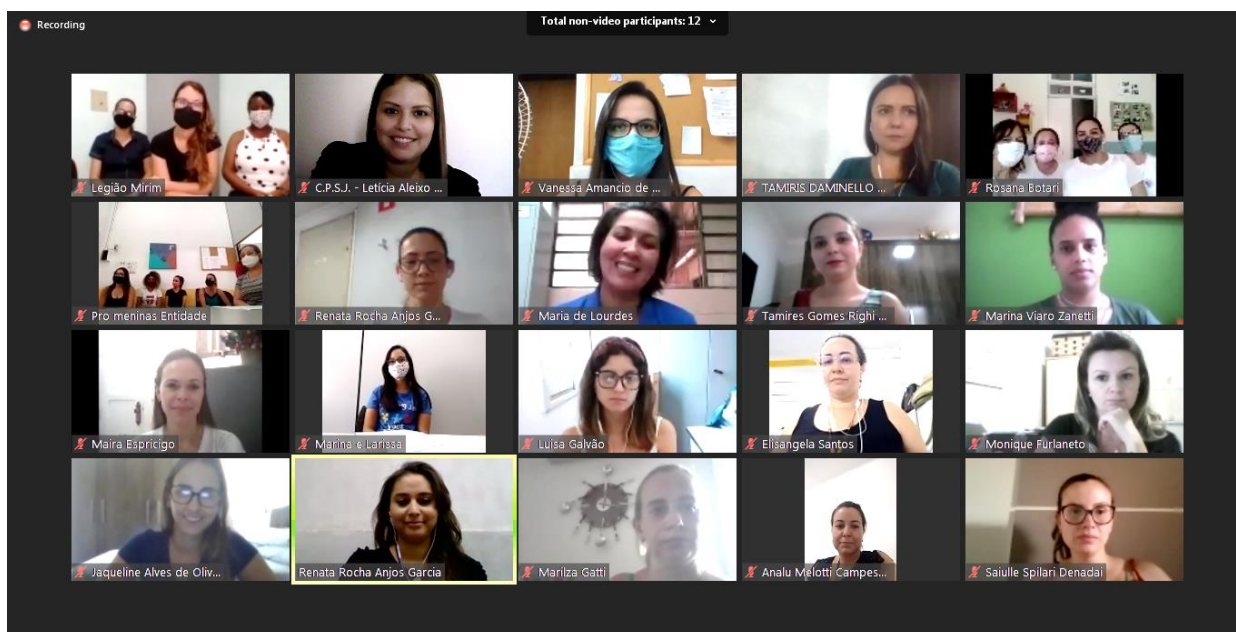 Recording
Total non-video participants: 12
Legião Mirim
C.P.S.J. - Letícia Aleixo ...
Vanessa Amancio de ...
TAMIRIS DAMINELLO ...
Rosana Botari
Pro meninas Entidade
Renata Rocha Anjos G...
Maria de Lourdes
Tamires Gomes Righi ...
Marina Viaro Zanetti
Maira Espricigo
Marina e Larissa
Luisa Galvão
Elisangela Santos
Monique Furlaneto
Jaqueline Alves de Oliv...
Renata Rocha Anjos Garcia
Marilza Gatti
Analu Melotti Campes...
Saiulle Spilari Denadai